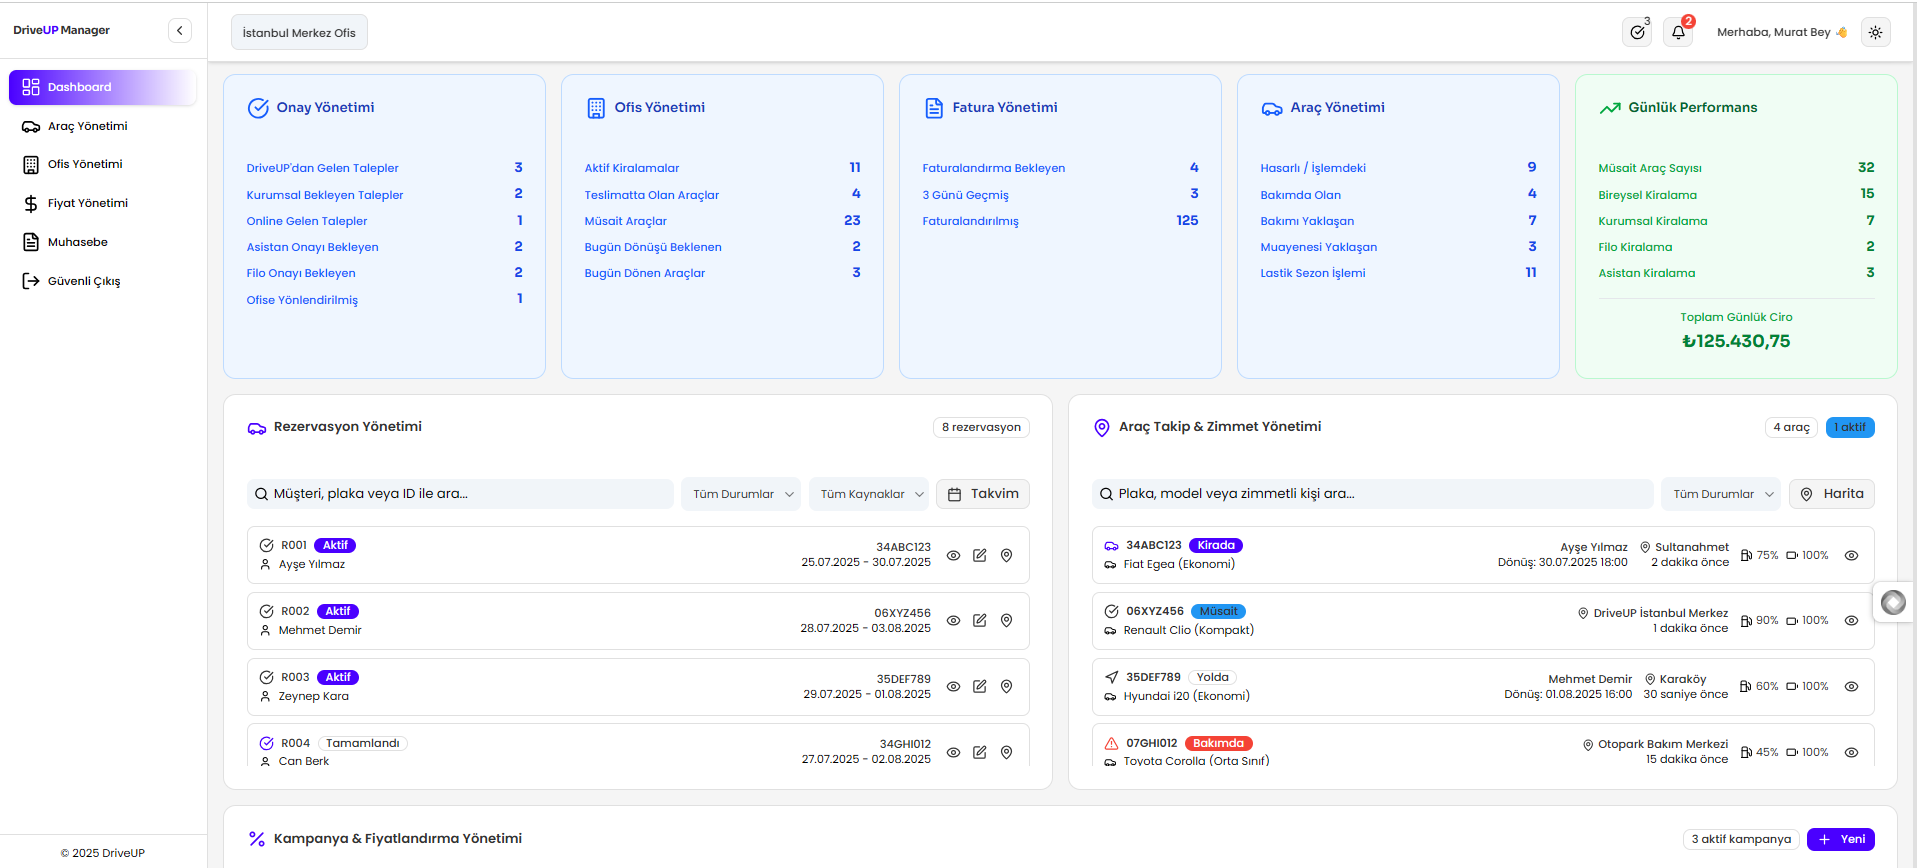 DriveUP Manager
Dashboard
Araç Yönetimi
Ofis Yönetimi
Fiyat Yönetimi
Muhasebe
Güvenli Çıkış
© 2025 DriveUP
İstanbul Merkez Ofis
3
2
Merhaba, Murat Bey 👋
Onay Yönetimi
DriveUP'dan Gelen Talepler 3
Kurumsal Bekleyen Talepler 2
Online Gelen Talepler 1
Asistan Onayı Bekleyen 2
Filo Onayı Bekleyen 2
Ofise Yönlendirilmiş 1
Ofis Yönetimi
Aktif Kiralamalar 11
Teslimatta Olan Araçlar 4
Müsait Araçlar 23
Bugün Dönüşü Beklenen 2
Bugün Dönen Araçlar 3
Fatura Yönetimi
Faturalandırma Bekleyen 4
3 Günü Geçmiş 3
Faturalandırılmış 125
Araç Yönetimi
Hasarlı / İşlemdeki 9
Bakımda Olan 4
Bakımı Yaklaşan 7
Muayenesi Yaklaşan 3
Lastik Sezon İşlemi 11
Günlük Performans
Müsait Araç Sayısı 32
Bireysel Kiralama 15
Kurumsal Kiralama 7
Filo Kiralama 2
Asistan Kiralama 3
Toplam Günlük Ciro
₺125.430,75
Rezervasyon Yönetimi
8 rezervasyon
Müşteri, plaka veya ID ile ara...
Tüm Durumlar
Tüm Kaynaklar
Takvim
R001 Aktif
Ayşe Yılmaz
34ABC123
25.07.2025 - 30.07.2025
R002 Aktif
Mehmet Demir
06XYZ456
28.07.2025 - 03.08.2025
R003 Aktif
Zeynep Kara
35DEF789
29.07.2025 - 01.08.2025
R004 Tamamlandı
Can Berk
34GHI012
27.07.2025 - 02.08.2025
Araç Takip & Zimmet Yönetimi
4 araç
1 aktif
Plaka, model veya zimmetli kişi ara...
Tüm Durumlar
Harita
34ABC123 Kirada
Fiat Egea (Ekonomi)
Ayşe Yılmaz
Dönüş: 30.07.2025 18:00
Sultanahmet
2 dakika önce
75% 100%
06XYZ456 Müsait
Renault Clio (Kompakt)
DriveUP İstanbul Merkez
1 dakika önce
90% 100%
35DEF789 Yolda
Hyundai i20 (Ekonomi)
Mehmet Demir
Dönüş: 01.08.2025 16:00
Karaköy
30 saniye önce
60% 100%
07GHI012 Bakımda
Toyota Corolla (Orta Sınıf)
Otopark Bakım Merkezi
15 dakika önce
45% 100%
Kampanya & Fiyatlandırma Yönetimi
3 aktif kampanya
+ Yeni